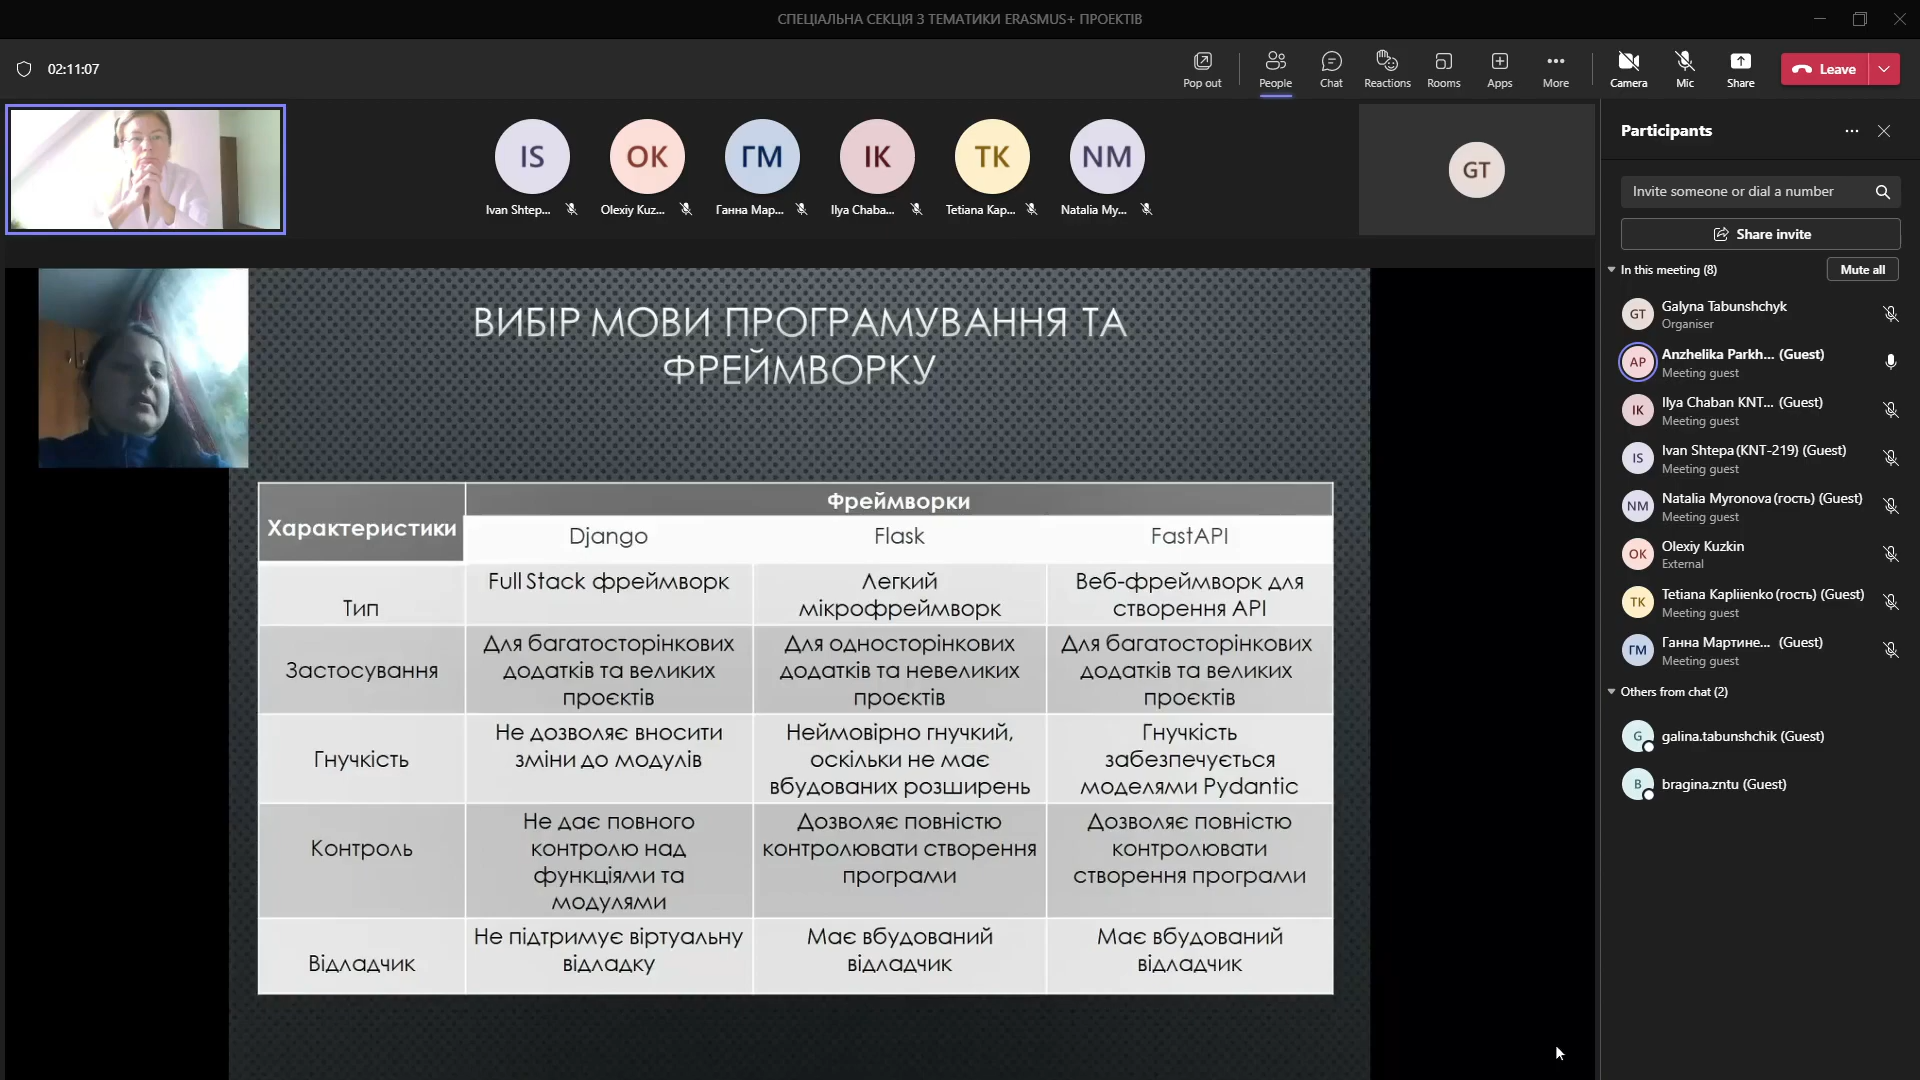 СПЕЦІАЛЬНА СЕКЦІЯ З ТЕМАТИКИ ERASMUS+ ПРОЕКТІВ
02:11:07
Pop out
People
Chat
Reactions
Rooms
Apps
More
Camera
Mic
Share
Leave
IS
OK
ГМ
IK
TK
NM
GT
Ivan Shtep...
Olexiy Kuz...
Ганна Мар...
Ilya Chaba...
Tetiana Kap...
Natalia My...
ВИБІР МОВИ ПРОГРАМУВАННЯ ТА
ФРЕЙМВОРКУ
Характеристики
Фреймворки
Django
Flask
FastAPI
Тип
Full Stack фреймворк
Легкий
мікрофреймворк
Веб-фреймворк для
створення API
Застосування
Для багатосторінкових
додатків та великих
проєктів
Для односторінкових
додатків та невеликих
проєктів
Для багатосторінкових
додатків та великих
проєктів
Гнучкість
Не дозволяє вносити
зміни до модулів
Неймовірно гнучкий,
оскільки не має
вбудованих розширень
Гнучкість
забезпечується
моделями Pydantic
Контроль
Не дає повного
контролю над
функціями та
модулями
Дозволяє повністю
контролювати створення
програми
Дозволяє повністю
контролювати
створення програми
Відладчик
Не підтримує віртуальну
відладку
Має вбудований
відладчик
Має вбудований
відладчик
Participants
Invite someone or dial a number
Share invite
In this meeting (8)
Mute all
GT
Galyna Tabunshchyk
Organiser
AP
Anzhelika Parkh... (Guest)
Meeting guest
IK
Ilya Chaban KNT... (Guest)
Meeting guest
IS
Ivan Shtepa(KNT-219) (Guest)
Meeting guest
NM
Natalia Myronova(гость) (Guest)
Meeting guest
OK
Olexiy Kuzkin
External
TK
Tetiana Kapliienko(гость) (Guest)
Meeting guest
ГМ
Ганна Мартине... (Guest)
Meeting guest
Others from chat (2)
G
galina.tabunshchik (Guest)
B
bragina.zntu (Guest)